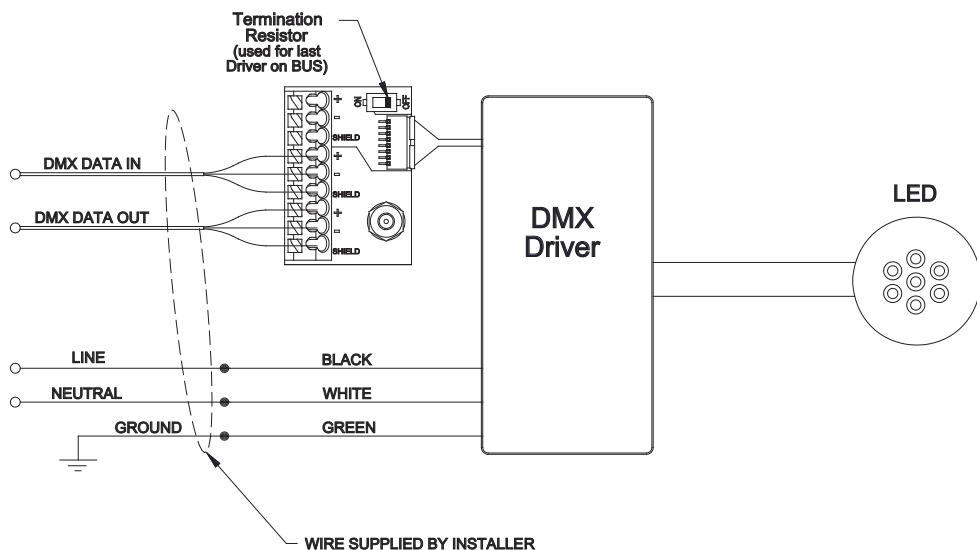 Termination
Resistor
(used for last
Driver on BUS)
ON
OFF
+
-
SHIELD
DMX DATA IN
+
-
SHIELD
DMX DATA OUT
+
-
SHIELD
DMX
Driver
LED
LINE
BLACK
NEUTRAL
WHITE
GROUND
GREEN
WIRE SUPPLIED BY INSTALLER